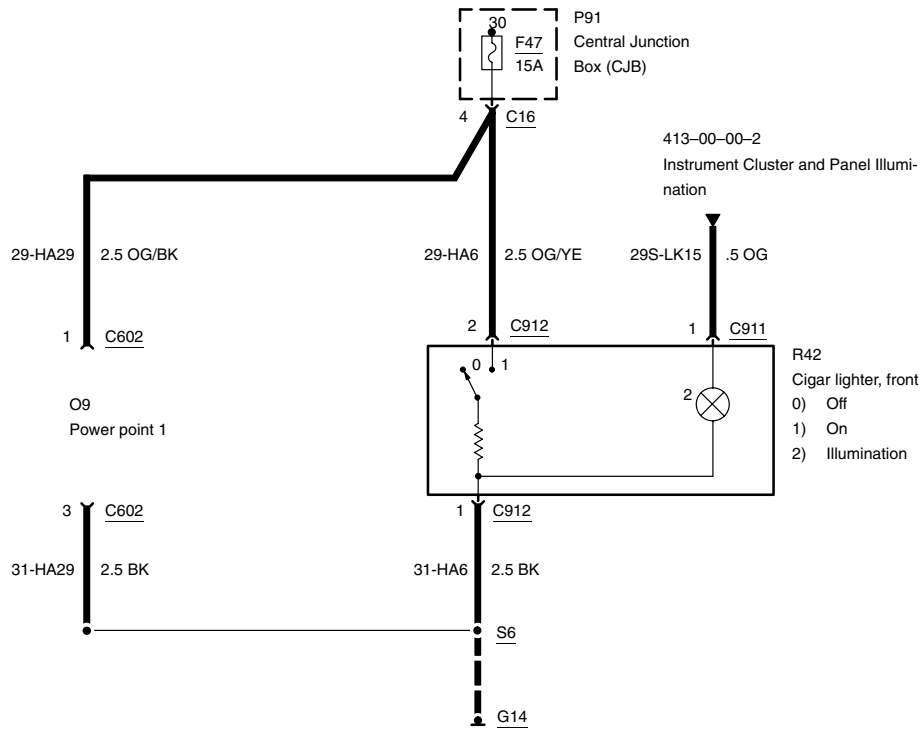 30
F47
15A
P91
Central Junction
Box (CJB)
4
C16
413–00–00–2
Instrument Cluster and Panel Illumi-
nation
29-HA29
2.5 OG/BK
29-HA6
2.5 OG/YE
29S-LK15
.5 OG
1
C602
2
C912
1
C911
O9
Power point 1
0
1
2
R42
Cigar lighter, front
0) Off
1) On
2) Illumination
3
C602
1
C912
31-HA29
2.5 BK
31-HA6
2.5 BK
S6
G14